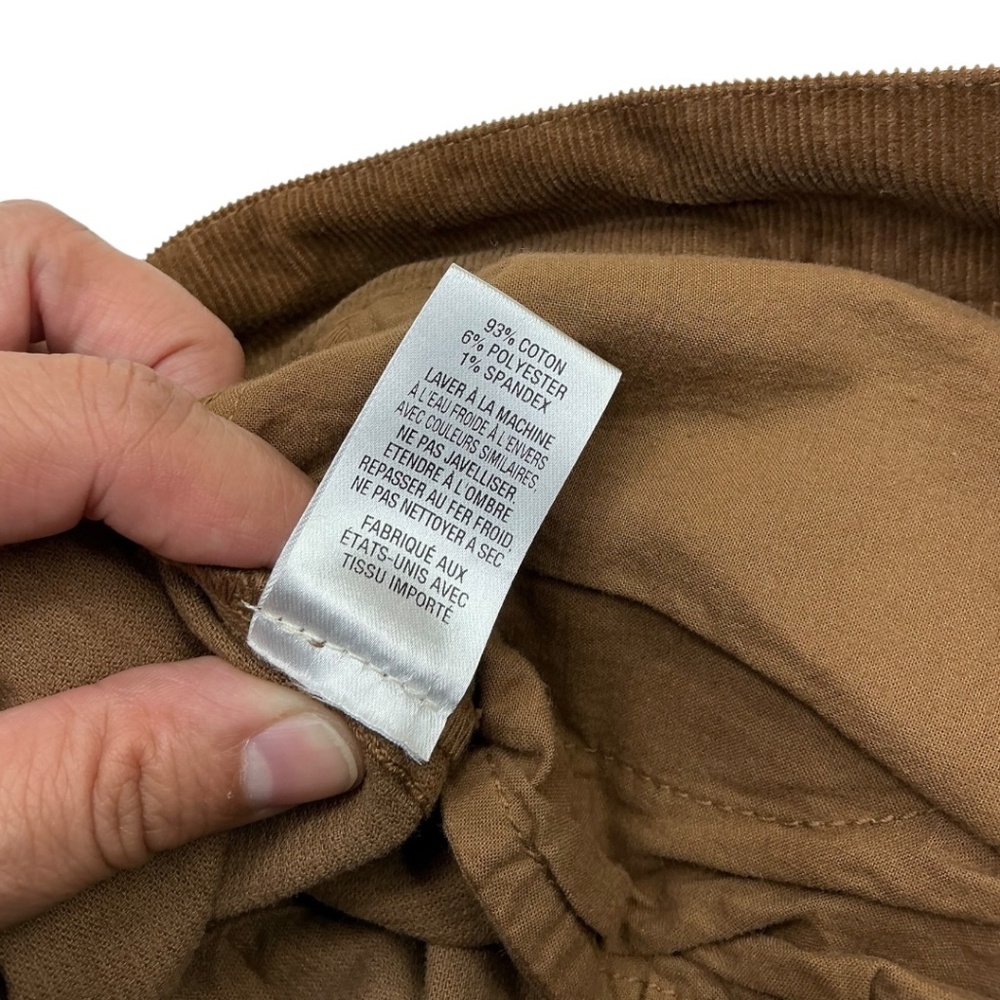 93% COTON
6% POLYESTER
1% SPANDEX
LAVER À LA MACHINE
À L'EAU FROIDE À L'ENVERS
AVEC COULEURS SIMILAIRES,
NE PAS JAVELLISER.
ETENDRE À L'OMBRE.
REPASSER AU FER FROID.
NE PAS NETTOYER A SEC
FABRIQUÉ AUX
ÉTATS-UNIS AVEC
TISSU IMPORTÉ